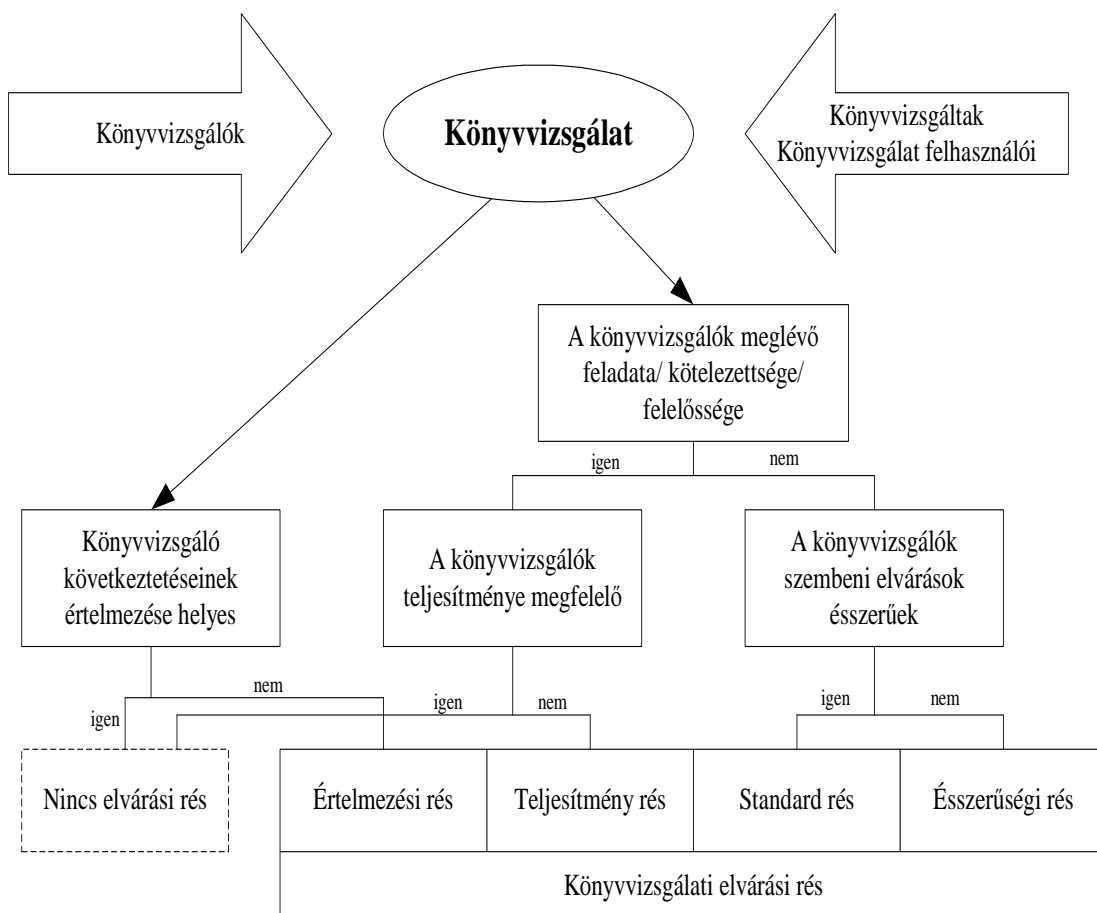 Könyvvizsgálók
Könyvvizsgálat
Könyvvizsgáltak
Könyvvizsgálat felhasználói
A könyvvizsgálók meglévő
feladata/ kötelezettsége/
felelőssége
igen
nem
Könyvvizsgáló
következtetéseinek
értelmezése helyes
A könyvvizsgálók
teljesítménye megfelelő
A könyvvizsgálók
szembeni elvárások
ésszerűek
igen
nem
igen
nem
igen
nem
Nincs elvárási rés
Értelmezési rés
Teljesítmény rés
Standard rés
Ésszerűségi rés
Könyvvizsgálati elvárási rés